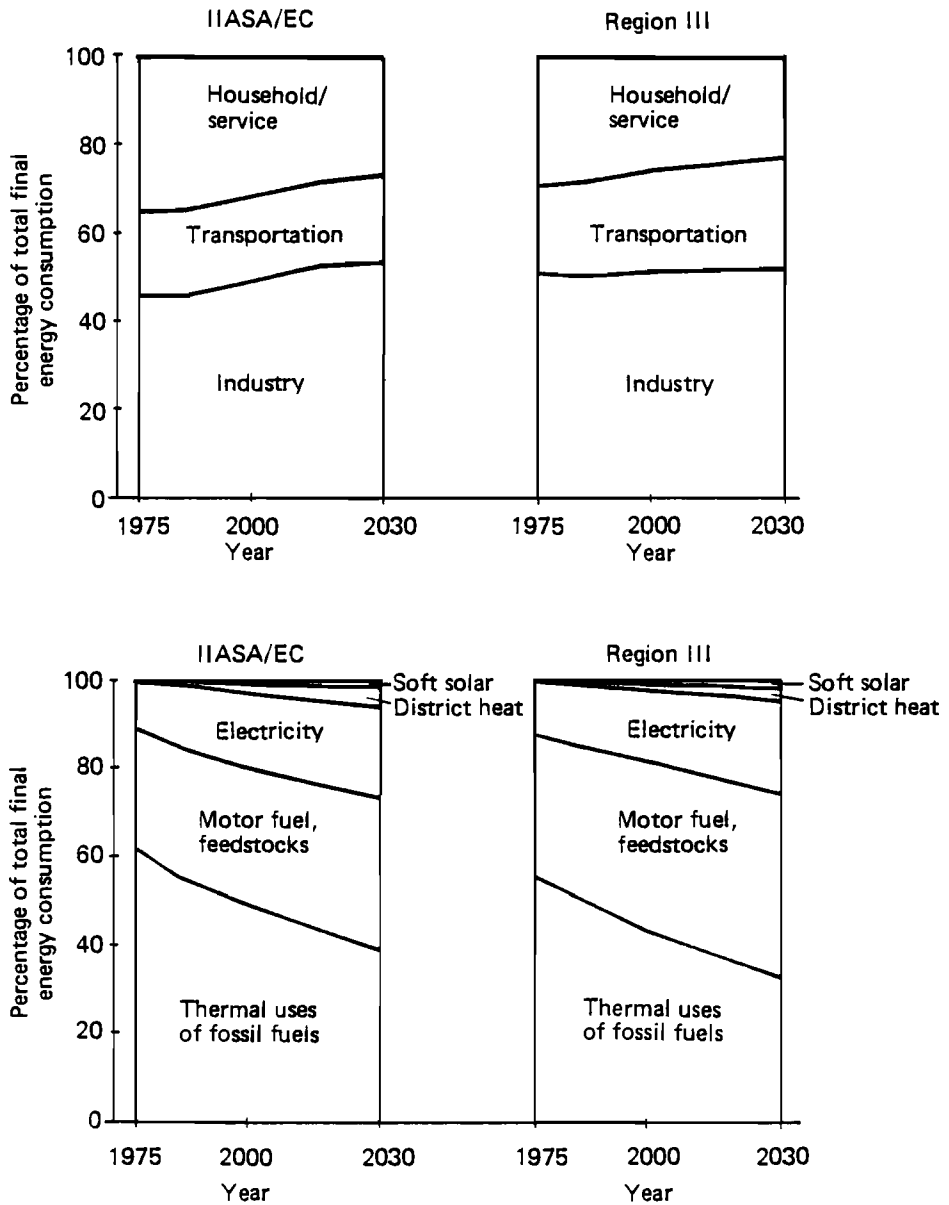 IIASA/EC
Region III
Percentage of total final
energy consumption
100
80
60
40
20
0
Household/
service
Transportation
Industry
1975
2000
2030
Year
Household/
service
Transportation
Industry
1975
2000
2030
Year
IIASA/EC
Region III
Percentage of total final
energy consumption
100
80
60
40
20
0
Soft solar
District heat
Electricity
Motor fuel,
feedstocks
Thermal uses
of fossil fuels
1975
2000
2030
Year
Soft solar
District heat
Electricity
Motor fuel,
feedstocks
Thermal uses
of fossil fuels
1975
2000
2030
Year